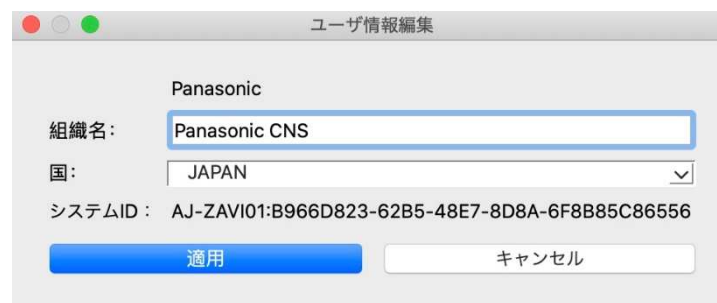 ユーザ情報編集
Panasonic
組織名: Panasonic CNS
国: JAPAN
システムID: AJ-ZAVI01:B966D823-62B5-48E7-8D8A-6F8B85C86556
適用 キャンセル